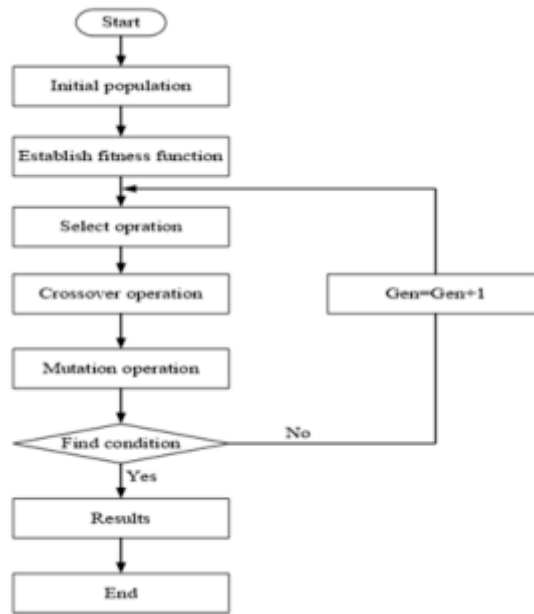 Start
Initial population
Establish fitness function
Select opration
Crossover operation
Gen=Gen+1
Mutation operation
Find condition
No
Yes
Results
End